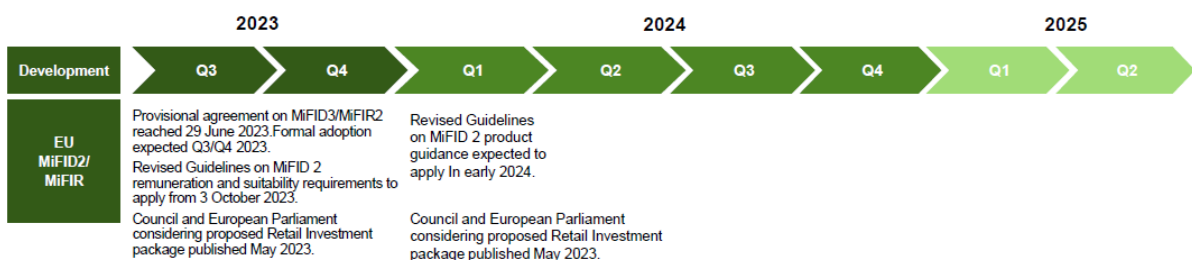 2023
2024
2025
Development
Q3
Q4
Q1
Q2
Q3
Q4
Q1
Q2
EU
MiFID2/
MiFIR
Provisional agreement on MiFID3/MiFIR2
reached 29 June 2023.Formal adoption
expected Q3/Q4 2023.
Revised Guidelines on MiFID 2
remuneration and suitability requirements to
apply from 3 October 2023.
Council and European Parliament
considering proposed Retail Investment
package published May 2023.
Revised Guidelines
on MiFID 2 product
guidance expected to
apply In early 2024.
Council and European Parliament
considering proposed Retail Investment
package published May 2023.